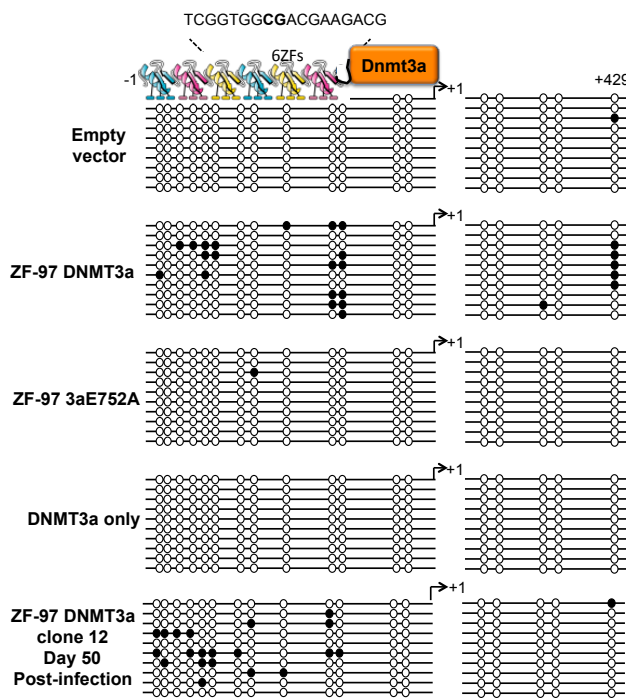 TCGGTGGCGACGAAGACG
6ZFs
Dnmt3a
-1
+1
+429
Empty
vector
+1
ZF-97 DNMT3a
+1
ZF-97 3aE752A
+1
DNMT3a only
+1
ZF-97 DNMT3a
clone 12
Day 50
Post-infection